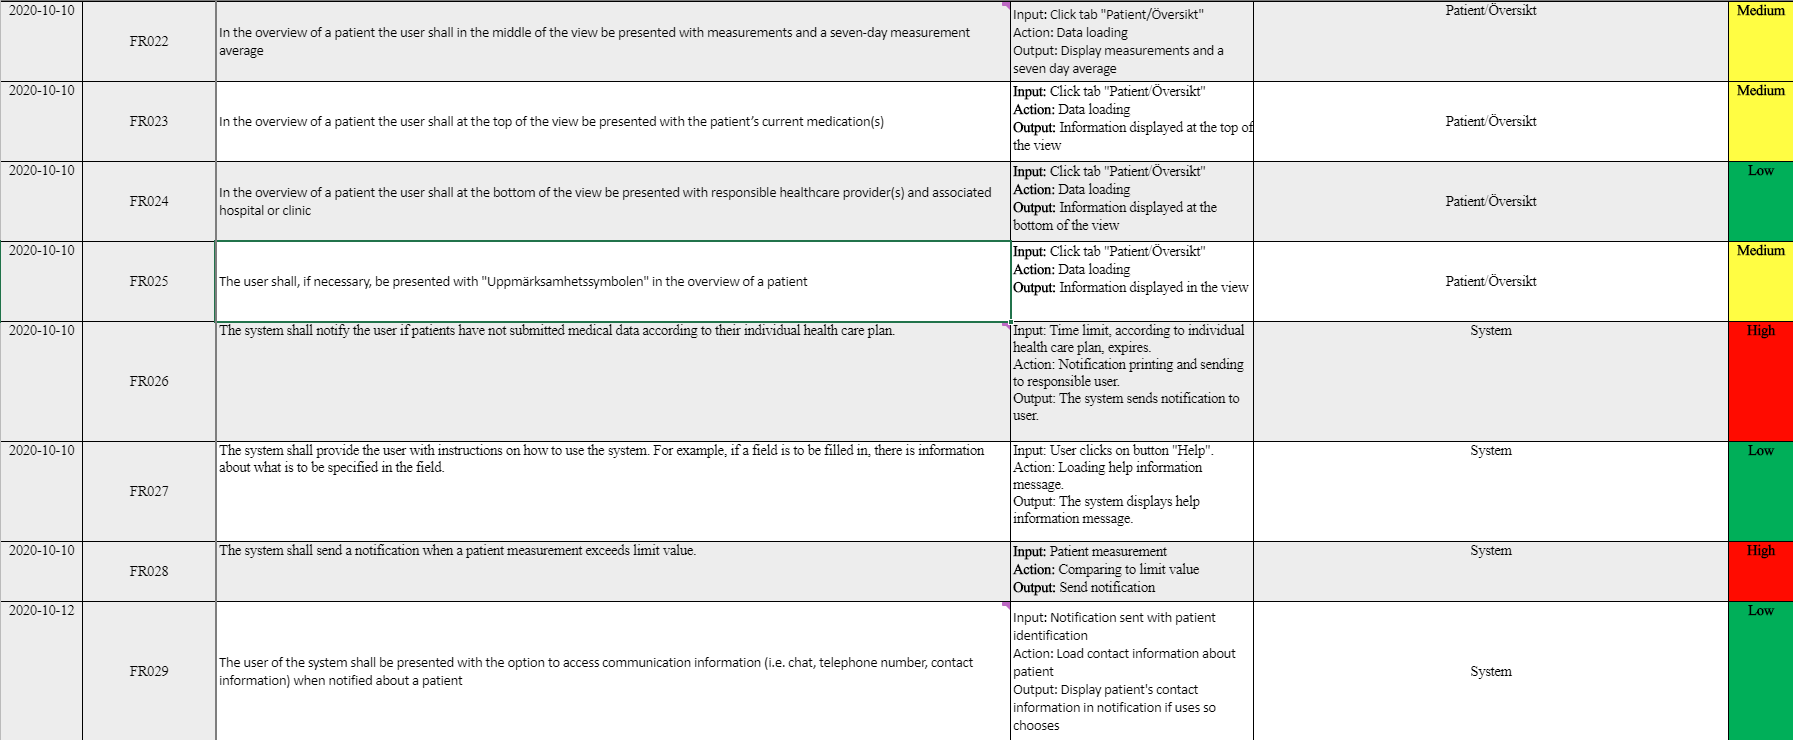 2020-10-10
FR022
In the overview of a patient the user shall in the middle of the view be presented with measurements and a seven-day measurement
average
Input: Click tab "Patient/Översikt"
Action: Data loading
Output: Display measurements and a
seven day average
Patient/Översikt
Medium
2020-10-10
FR023
In the overview of a patient the user shall at the top of the view be presented with the patient’s current medication(s)
Input: Click tab "Patient/Översikt"
Action: Data loading
Output: Information displayed at the top of
the view
Patient/Översikt
Medium
2020-10-10
FR024
In the overview of a patient the user shall at the bottom of the view be presented with responsible healthcare provider(s) and associated
hospital or clinic
Input: Click tab "Patient/Översikt"
Action: Data loading
Output: Information displayed at the
bottom of the view
Patient/Översikt
Low
2020-10-10
FR025
The user shall, if necessary, be presented with "Uppmärksamhetssymbolen" in the overview of a patient
Input: Click tab "Patient/Översikt"
Action: Data loading
Output: Information displayed in the view
Patient/Översikt
Medium
2020-10-10
FR026
The system shall notify the user if patients have not submitted medical data according to their individual health care plan.
Input: Time limit, according to individual
health care plan, expires.
Action: Notification printing and sending
to responsible user.
Output: The system sends notification to
user.
System
High
2020-10-10
FR027
The system shall provide the user with instructions on how to use the system. For example, if a field is to be filled in, there is information
about what is to be specified in the field.
Input: User clicks on button "Help".
Action: Loading help information
message.
Output: The system displays help
information message.
System
Low
2020-10-10
FR028
The system shall send a notification when a patient measurement exceeds limit value.
Input: Patient measurement
Action: Comparing to limit value
Output: Send notification
System
High
2020-10-12
FR029
The user of the system shall be presented with the option to access communication information (i.e. chat, telephone number, contact
information) when notified about a patient
Input: Notification sent with patient
identification
Action: Load contact information about
patient
Output: Display patient's contact
information in notification if uses so
chooses
System
Low